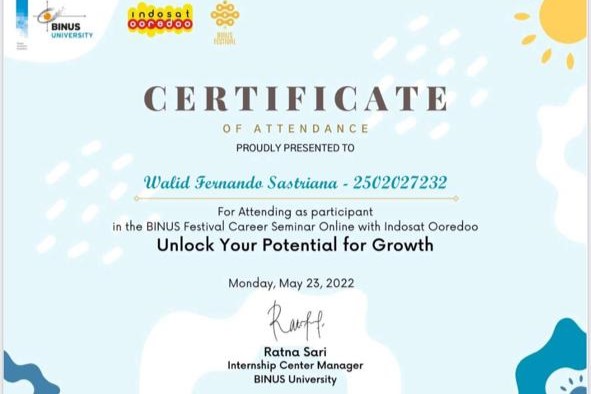 BINUS
UNIVERSITY
indosat
ooredoo
BINUS
FESTIVAL
CERTIFICATE
OF ATTENDANCE
PROUDLY PRESENTED TO
Walid Fernando Sastriana - 2502027232
For Attending as participant
in the BINUS Festival Career Seminar Online with Indosat Ooredoo
Unlock Your Potential for Growth
Monday, May 23, 2022
Ratna Sari
Internship Center Manager
BINUS University